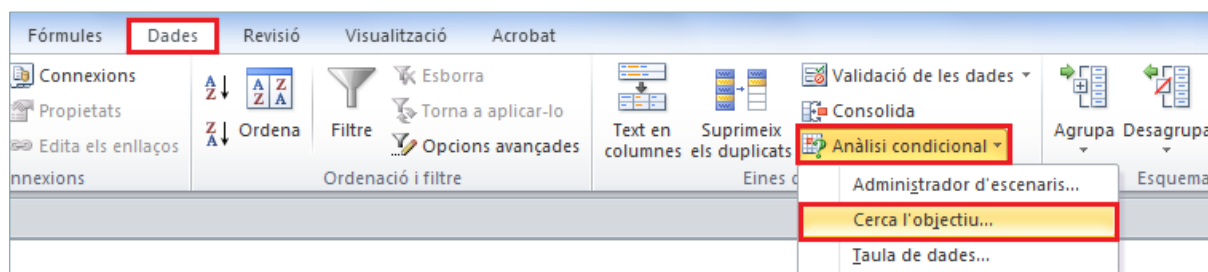 Fórmules Dades Revisió Visualització Acrobat
Connexions
Propietats
Edita els enllaços
nnexions
Ordena
Filtre
Esborra
Torna a aplicar-lo
Opcions avançades
Ordenació i filtre
Text en
columnes
Suprimeix
els duplicats
Validació de les dades
Consolida
Anàlisi condicional
Eines
Agrupa
Desagrupa
Esquema
Administrador d'escenaris...
Cerca l'objectiu...
Taula de dades...